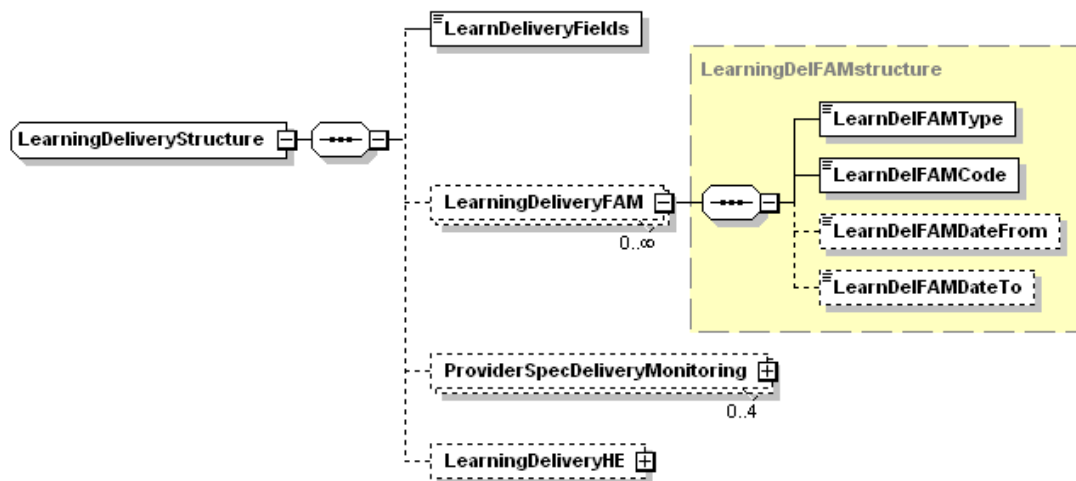 LearnDeliveryFields
LearningDelFAMstructure
LearnDelFAMType
LearningDeliveryStructure
LearnDelFAMCode
LearningDeliveryFAM
LearnDelFAMDateFrom
0..∞
LearnDelFAMDateTo
ProviderSpecDeliveryMonitoring
0..4
LearningDeliveryHE